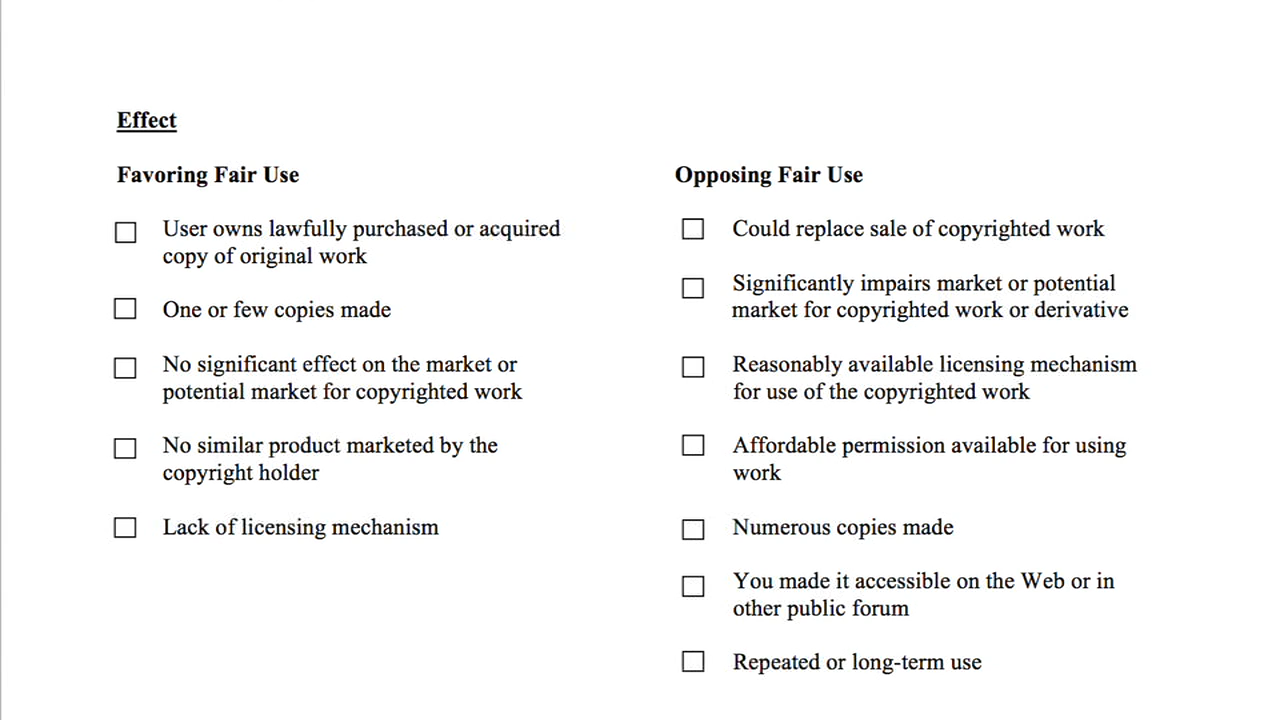 Effect
Favoring Fair Use
User owns lawfully purchased or acquired
copy of original work
One or few copies made
No significant effect on the market or
potential market for copyrighted work
No similar product marketed by the
copyright holder
Lack of licensing mechanism
Opposing Fair Use
Could replace sale of copyrighted work
Significantly impairs market or potential
market for copyrighted work or derivative
Reasonably available licensing mechanism
for use of the copyrighted work
Affordable permission available for using
work
Numerous copies made
You made it accessible on the Web or in
other public forum
Repeated or long-term use